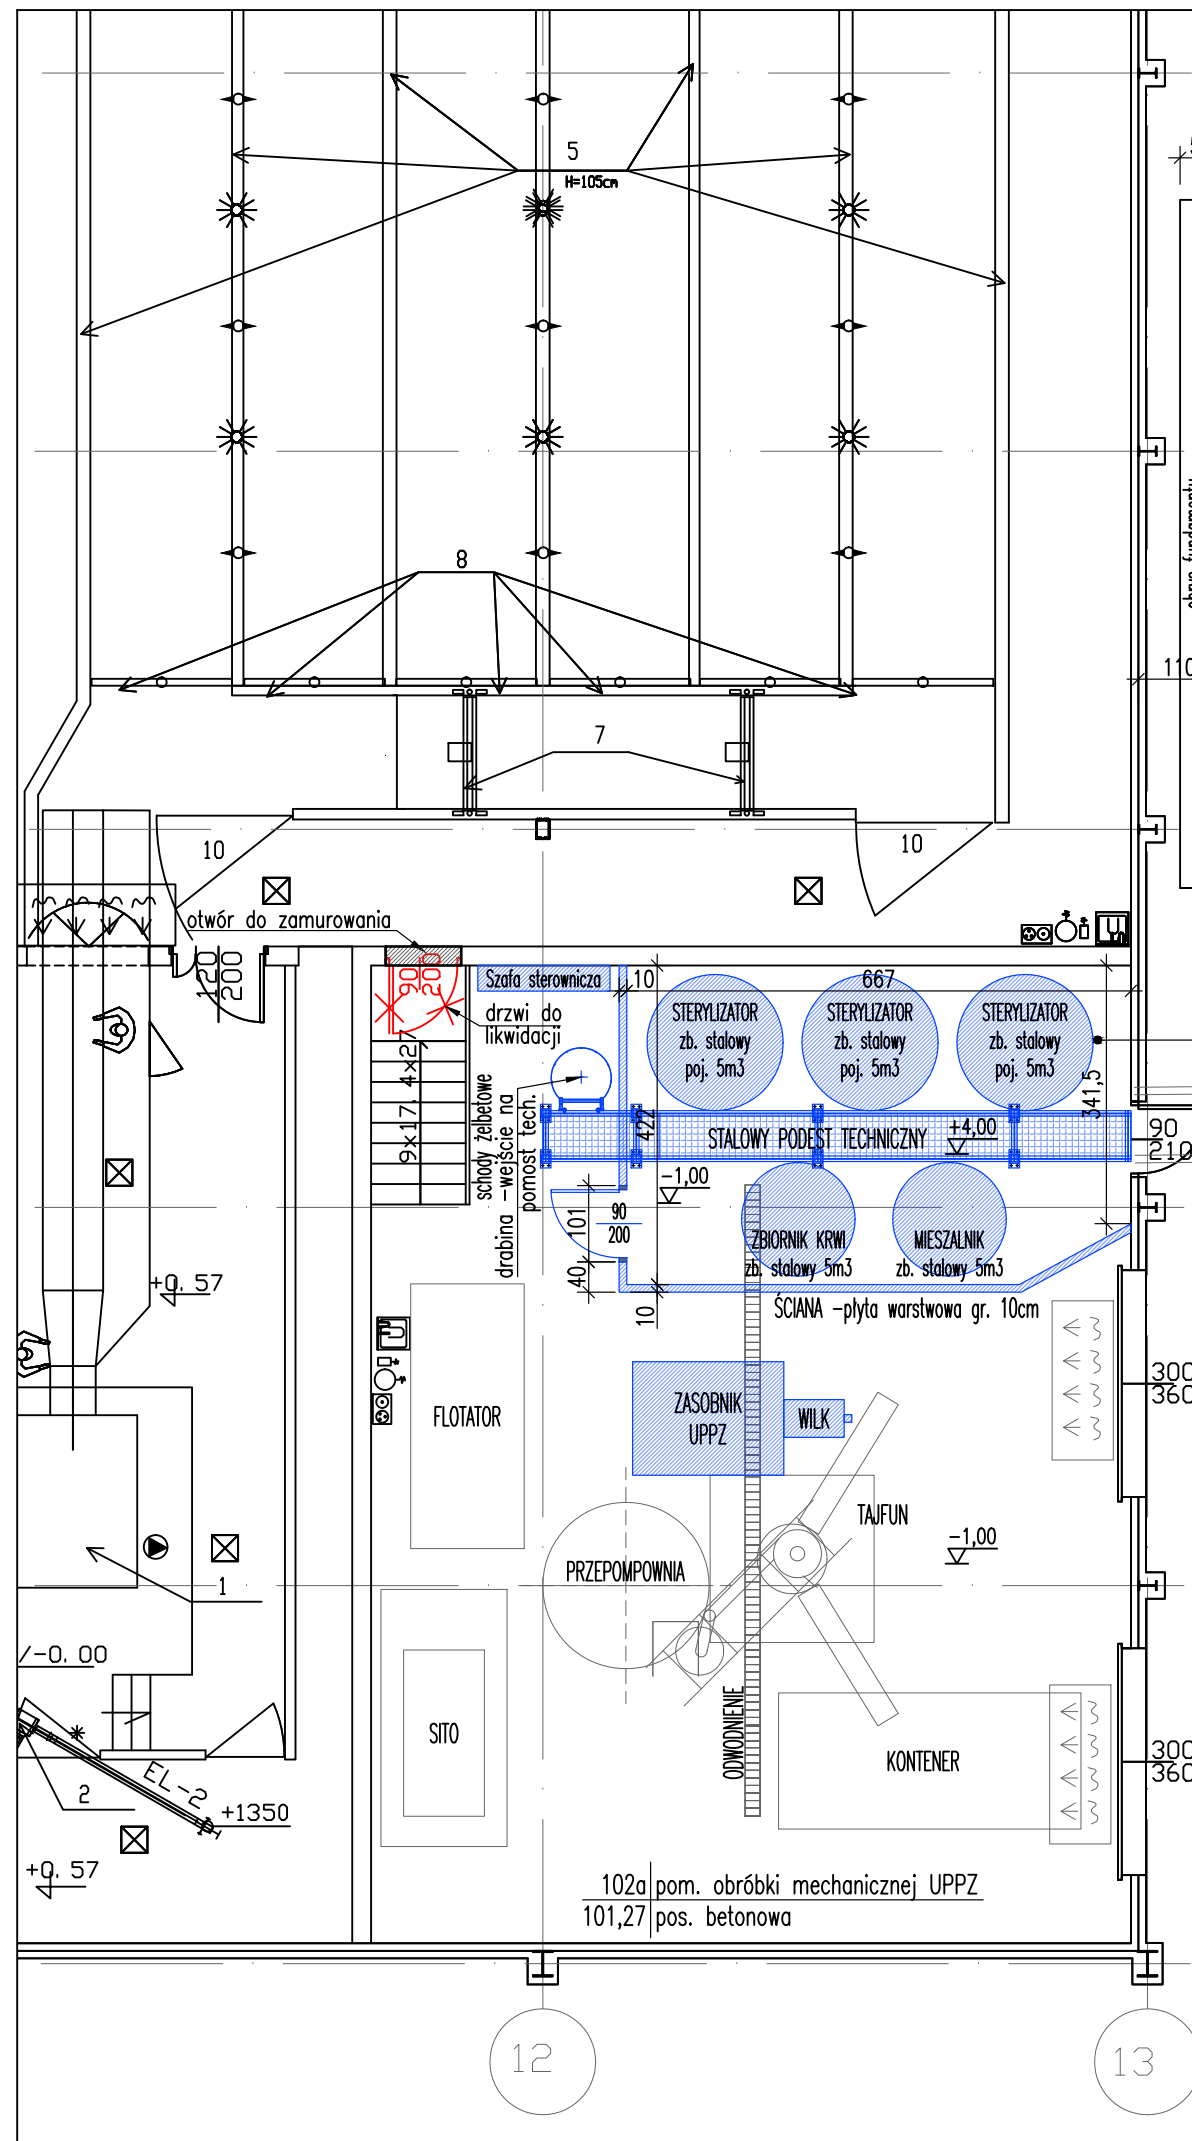 5
H=105cm
8
110
7
10
10
otwór do zamurowania
120
200
90
200
Szafa sterownicza
10
667
drzwi do
likwidacji
STERYLIZATOR
zb. stalowy
poj. 5m3
STERYLIZATOR
zb. stalowy
poj. 5m3
STERYLIZATOR
zb. stalowy
poj. 5m3
341,5
9x17,4x27
schody żelbetowe
drabina -wejście na
pomost tech.
422
STALOWY PODEST TECHNICZNY
+4,00
90
210
-1,00
101
90
200
40
10
ZBIORNIK KRWI
zb. stalowy 5m3
MIESZALNIK
zb. stalowy 5m3
ŚCIANA -płyta warstwowa gr. 10cm
+0,57
300
360
FLOTATOR
ZASOBNIK
UPPZ
WILK
TAJFUN
-1,00
PRZEPOMPOWNIA
1
/-0,00
ODWODNIENIE
SITO
KONTENER
300
360
EL-2
2
+1350
+0,57
102a pom. obróbki mechanicznej UPPZ
101,27 pos. betonowa
12
13